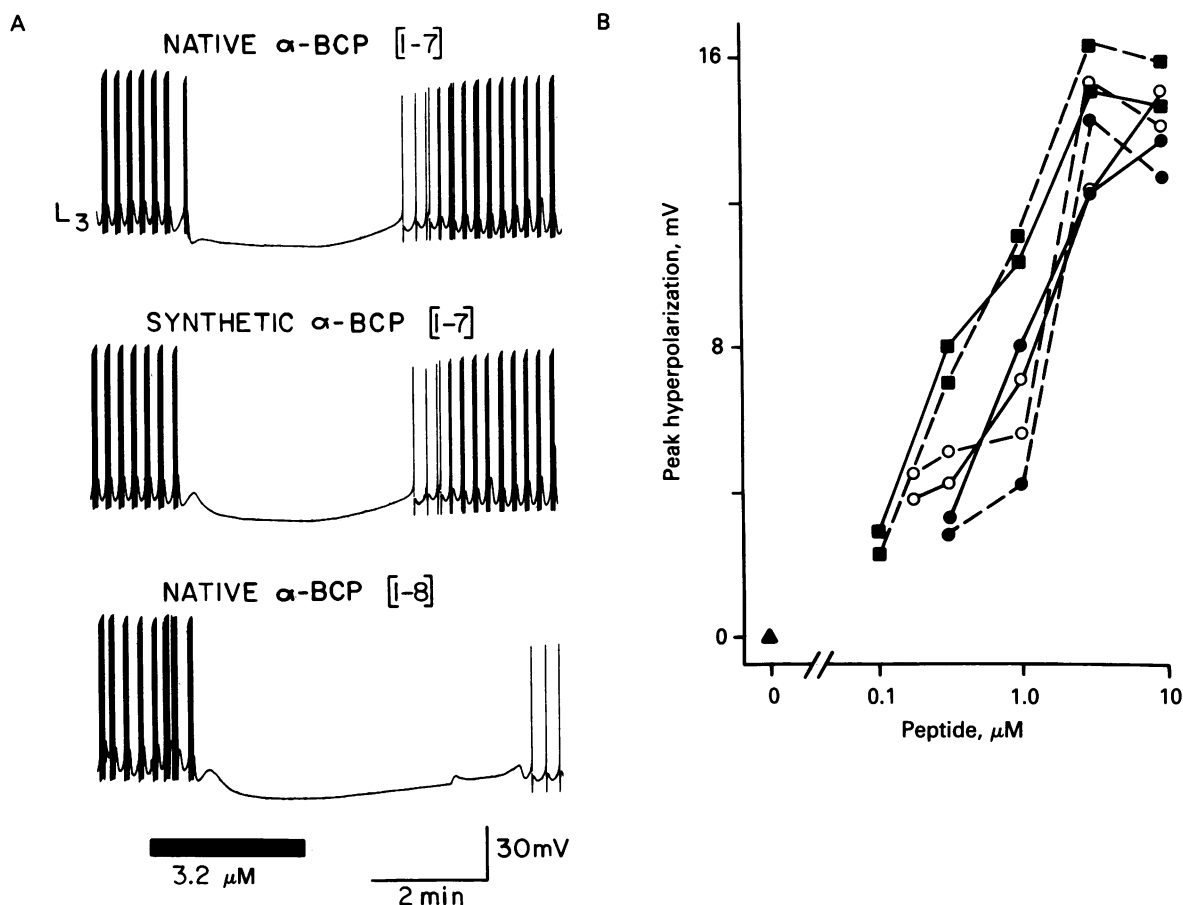 A
NATIVE α-BCP [1-7]
L3
SYNTHETIC α-BCP [1-7]
NATIVE α-BCP [1-8]
3.2 μM
30mV
2 min
B
Peak hyperpolarization, mV
16
8
0
0 0.1 1.0 10
Peptide, μM